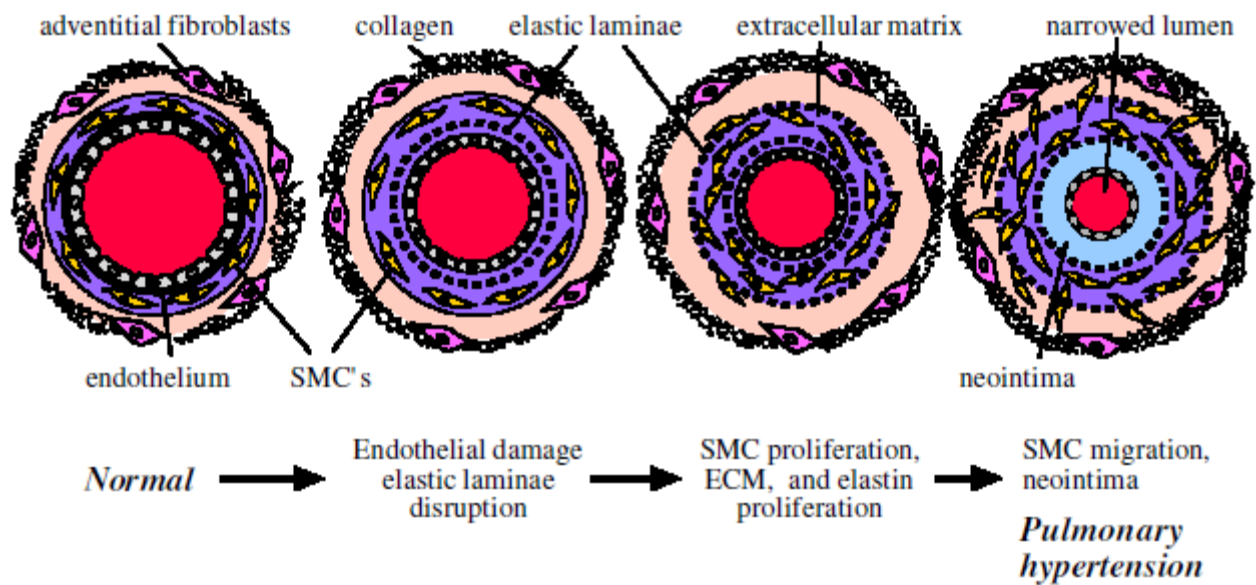 adventitial fibroblasts
collagen
elastic laminae
extracellular matrix
narrowed lumen
endothelium
SMC's
neointima
Normal
Endothelial damage
elastic laminae
disruption
SMC proliferation,
ECM, and elastin
proliferation
SMC migration,
neointima
Pulmonary
hypertension